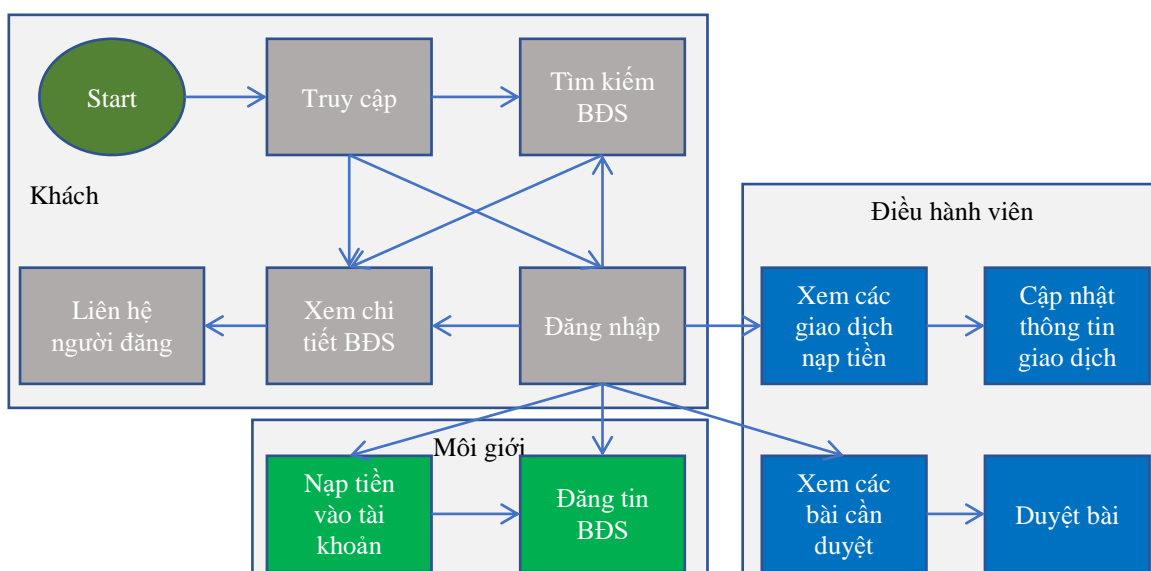 Start
Truy cập
Tìm kiếm
BĐS
Khách
Điều hành viên
Liên hệ
người đăng
Xem chi
tiết BĐS
Đăng nhập
Xem các
giao dịch
nạp tiền
Cập nhật
thông tin
giao dịch
Môi giới
Nạp tiền
vào tài
khoản
Đăng tin
BĐS
Xem các
bài cần
duyệt
Duyệt bài